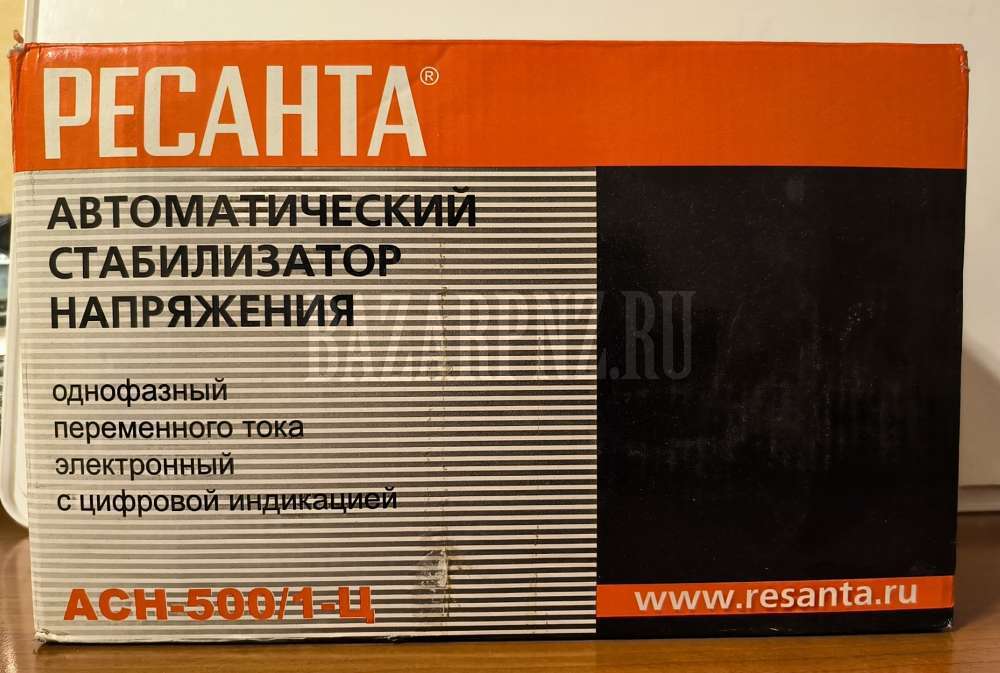 РЕСАНТА®
АВТОМАТИЧЕСКИЙ
СТАБИЛИЗАТОР
НАПРЯЖЕНИЯ
BAZARPNZ.RU
однофазный
переменного тока
электронный
с цифровой индикацией
АСН-500/1-Ц
www.resanta.ru